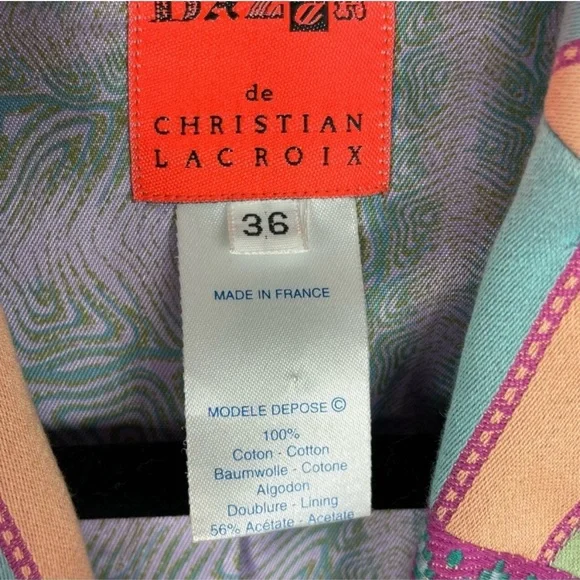 BAZAR
de
CHRISTIAN
LACROIX
36
MADE IN FRANCE
MODELE DEPOSE ©
100%
Coton - Cotton
Baumwolle - Cotone
Algodon
Doublure - Lining
56% Acétate - Acetate